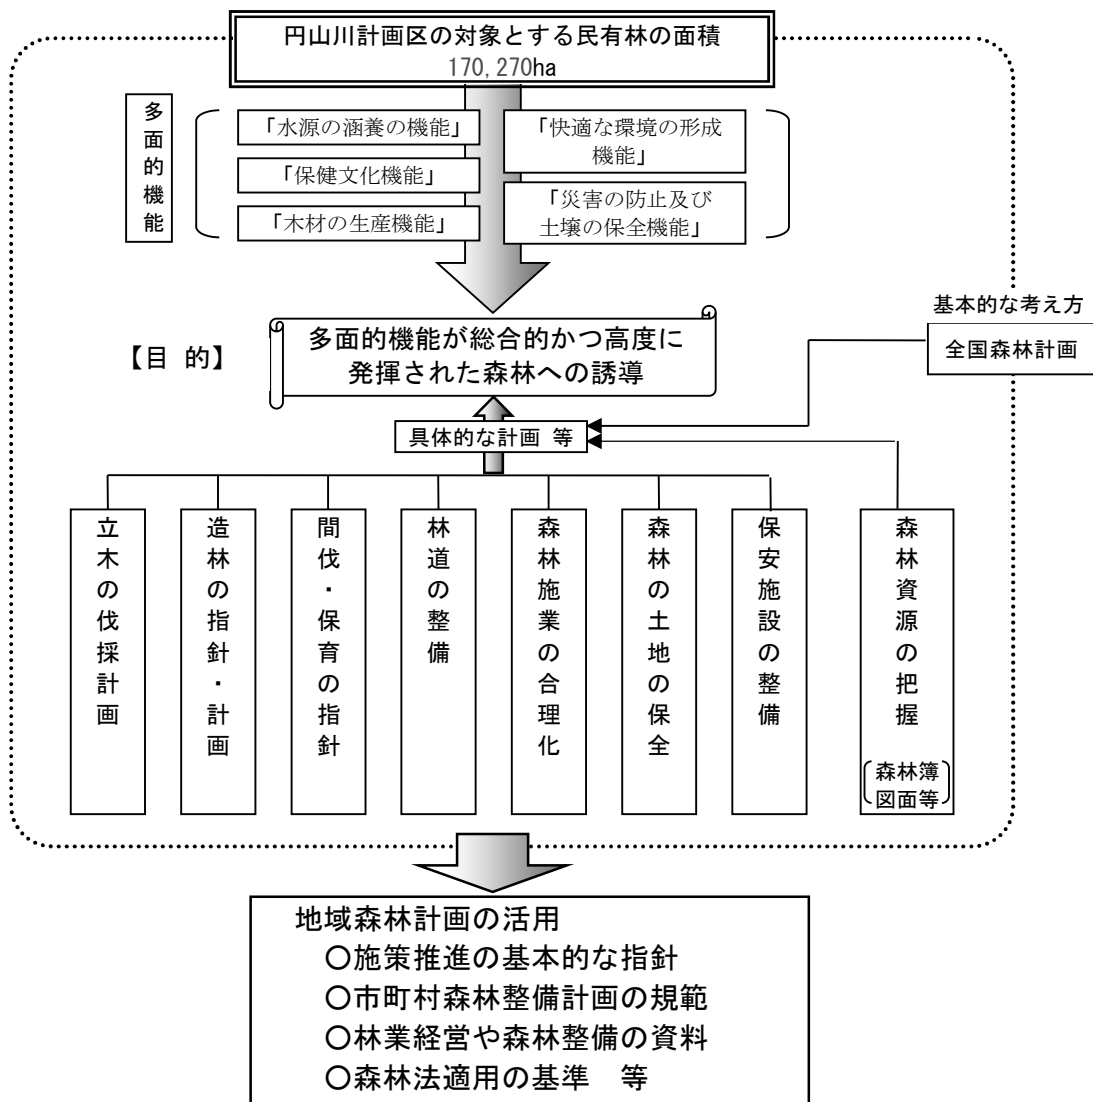 円山川計画区の対象とする民有林の面積
170,270ha
多面的機能
「水源の涵養の機能」
「保健文化機能」
「木材の生産機能」
「快適な環境の形成
機能」
「災害の防止及び
土壌の保全機能」
基本的な考え方
全国森林計画
【目 的】
多面的機能が総合的かつ高度に
発揮された森林への誘導
具体的な計画 等
立木の伐採計画
造林の指針・計画
間伐・保育の指針
林道の整備
森林施業の合理化
森林の土地の保全
保安施設の整備
森林資源の把握
森林簿
図面等
地域森林計画の活用
○施策推進の基本的な指針
○市町村森林整備計画の規範
○林業経営や森林整備の資料
○森林法適用の基準 等